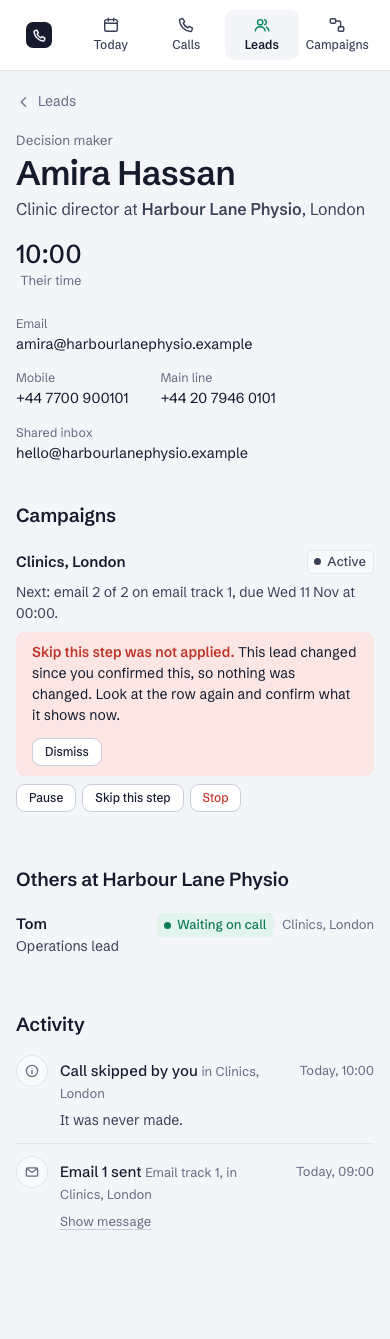 Today
Calls
Leads
Campaigns
Leads
Decision maker
Amira Hassan
Clinic director at Harbour Lane Physio, London
10:00
Their time
Email
amira@harbourlanephysio.example
Mobile
Main line
+44 7700 900101
+44 20 7946 0101
Shared inbox
hello@harbourlanephysio.example
Campaigns
Clinics, London
Active
Next: email 2 of 2 on email track 1, due Wed 11 Nov at
00:00.
Skip this step was not applied. This lead changed
since you confirmed this, so nothing was
changed. Look at the row again and confirm what
it shows now.
Dismiss
Pause
Skip this step
Stop
Others at Harbour Lane Physio
Tom
Waiting on call
Clinics, London
Operations lead
Activity
Call skipped by you in Clinics,
London
Today, 10:00
It was never made.
Email 1 sent Email track 1, in
Clinics, London
Today, 09:00
Show message